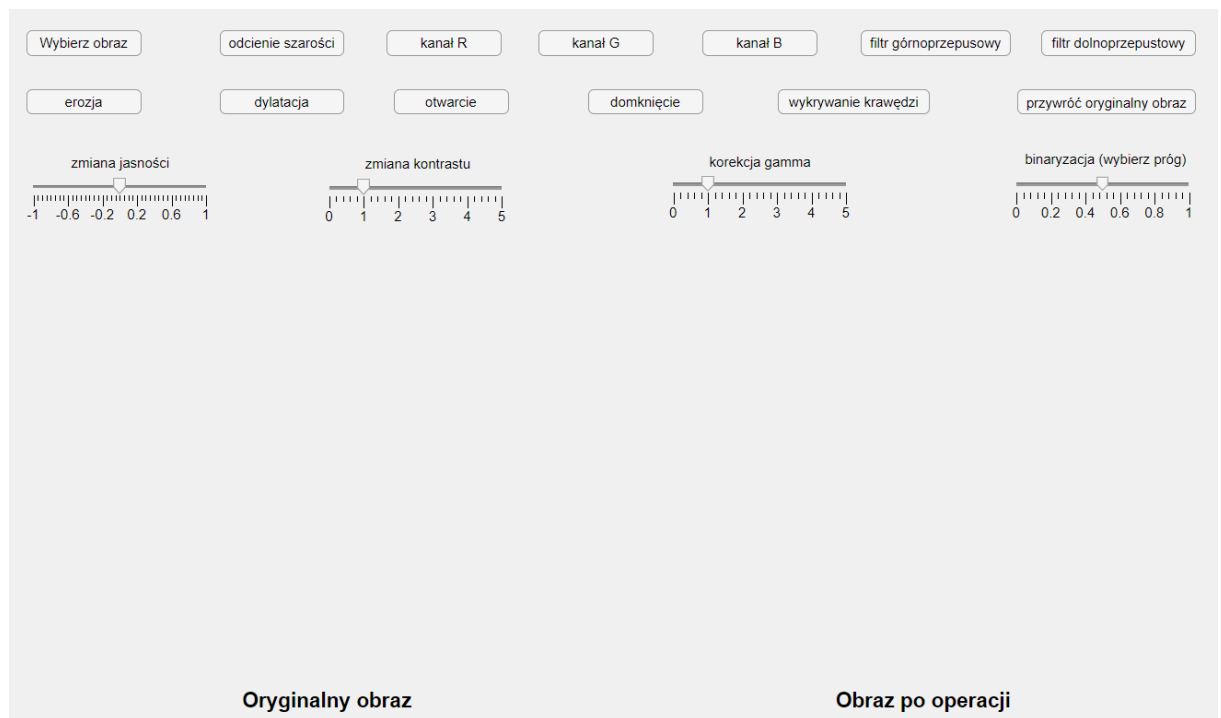 Wybierz obraz odcienie szarości kanał R kanał G kanał B filtr górnoprzepusowy filtr dolnoprzepustowy
erozja dylatacja otwarcie domknięcie wykrywanie krawędzi przywróć oryginalny obraz
zmiana jasności zmiana kontrastu korekcja gamma binaryzacja (wybierz próg)
-1 -0.6 -0.2 0.2 0.6 1 0 1 2 3 4 5 0 1 2 3 4 5 0 0.2 0.4 0.6 0.8 1
Oryginalny obraz Obraz po operacji